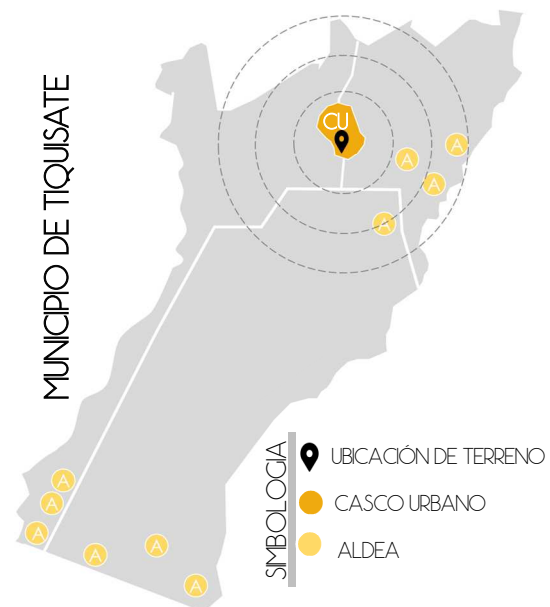 MUNICIPIO DE TIQUISATE
CU
A
A
A
A
A
A
A
A
A
A
SIMBOLOGIA
UBICACIÓN DE TERRENO
CASCO URBANO
ALDEA